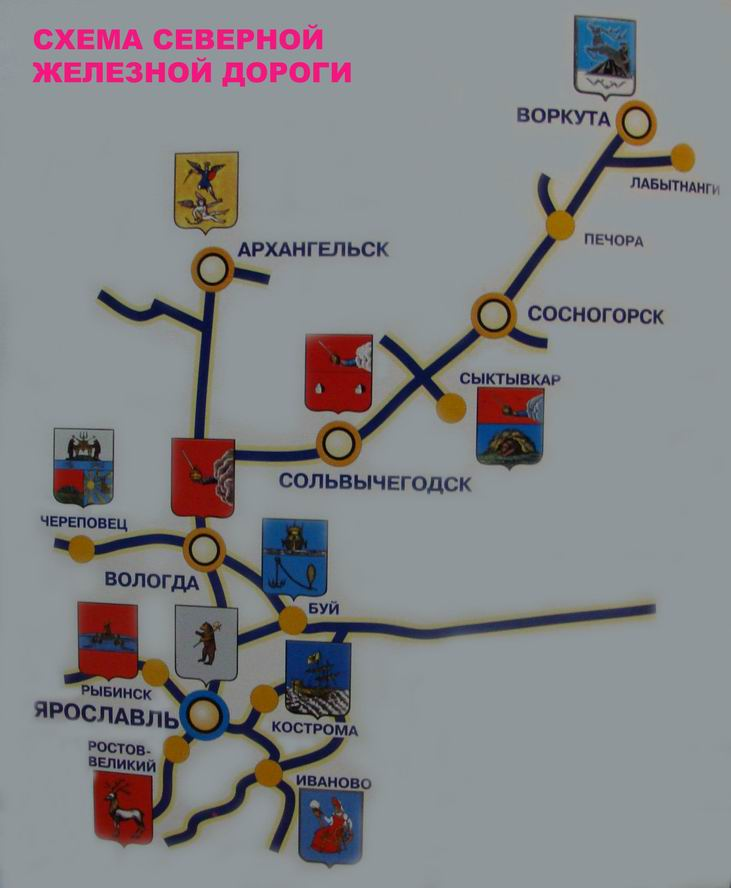 СХЕМА СЕВЕРНОЙ
ЖЕЛЕЗНОЙ ДОРОГИ
ВОРКУТА
ЛАБЫТНАНГИ
ПЕЧОРА
АРХАНГЕЛЬСК
СОСНОГОРСК
СЫКТЫВКАР
СОЛЬВЫЧЕГОДСК
ЧЕРЕПОВЕЦ
ВОЛОГДА
БУЙ
РЫБИНСК
ЯРОСЛАВЛЬ
КОСТРОМА
РОСТОВ-
ВЕЛИКИЙ
ИВАНОВО